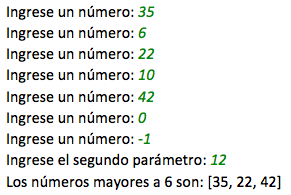 Ingrese un número: 35
Ingrese un número: 6
Ingrese un número: 22
Ingrese un número: 10
Ingrese un número: 42
Ingrese un número: 0
Ingrese un número: -1
Ingrese el segundo parámetro: 12
Los números mayores a 6 son: [35, 22, 42]